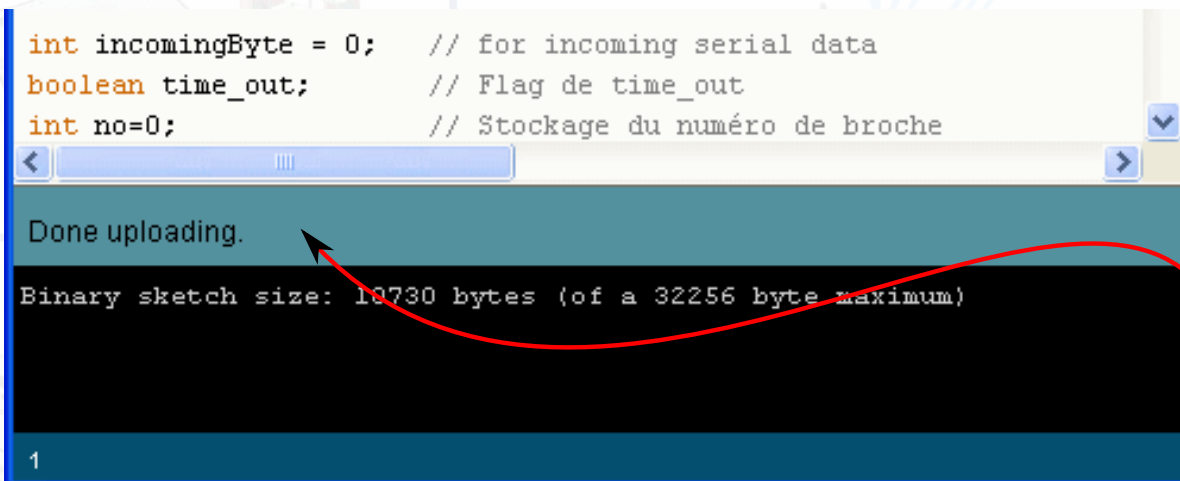 int incomingByte = 0;   // for incoming serial data
boolean time_out;       // Flag de time_out
int no=0;               // Stockage du numéro de broche
Done uploading.
Binary sketch size: 10730 bytes (of a 32256 byte maximum)
1